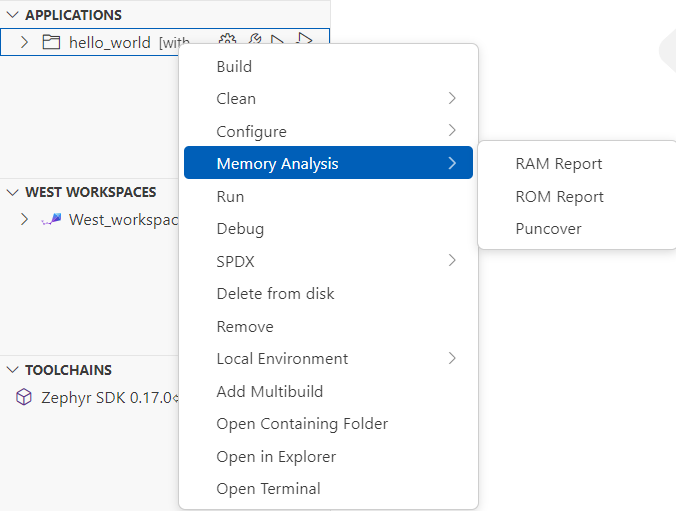 APPLICATIONS
hello_world [with
Build
Clean
Configure
Memory Analysis
RAM Report
ROM Report
Puncover
Run
Debug
SPDX
Delete from disk
Remove
Local Environment
Add Multibuild
Open Containing Folder
Open in Explorer
Open Terminal
WEST WORKSPACES
West_workspac
TOOLCHAINS
Zephyr SDK 0.17.0